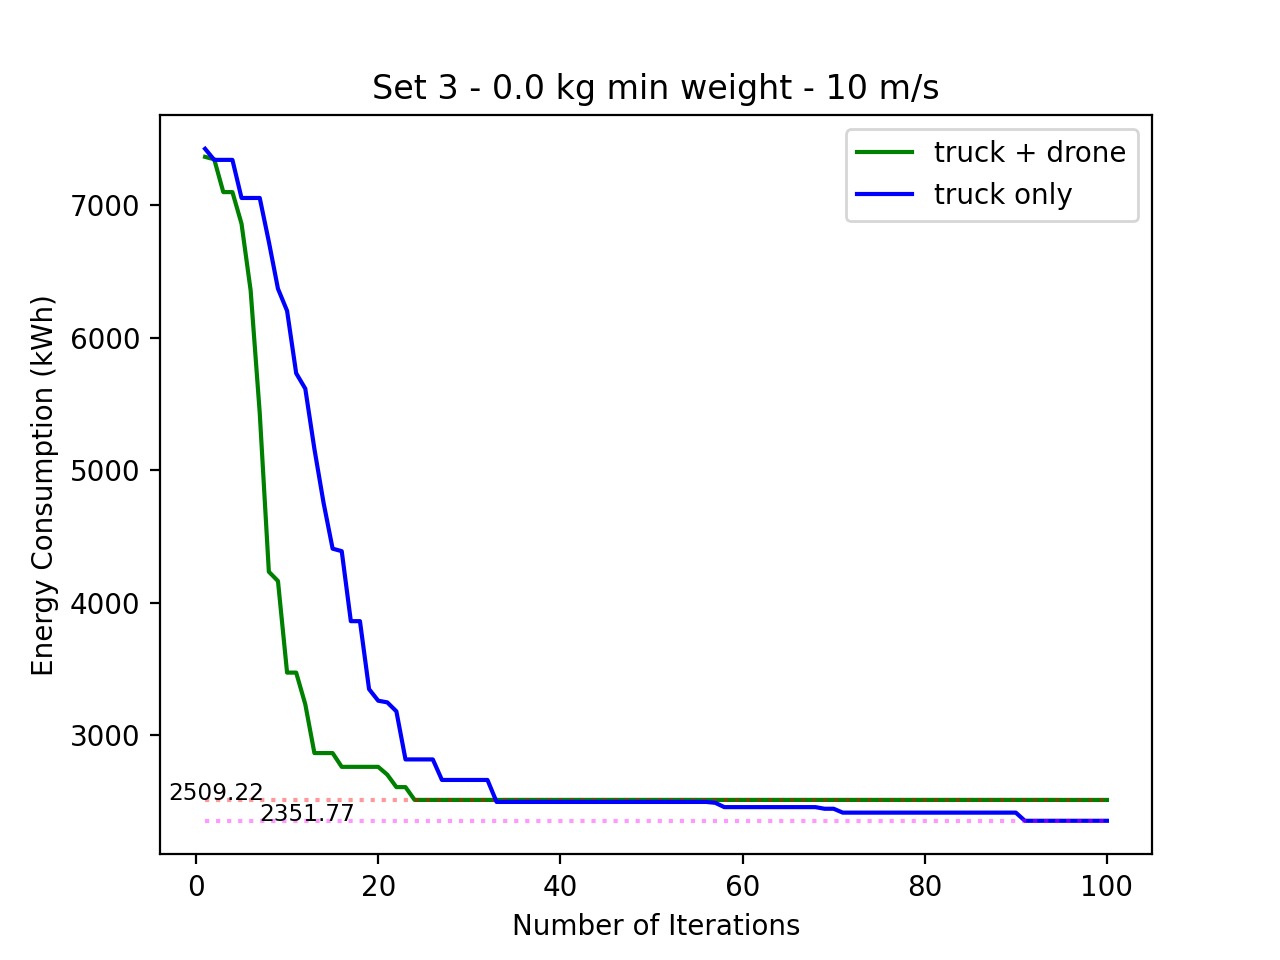 Set 3 - 0.0 kg min weight - 10 m/s
truck + drone
truck only
Energy Consumption (kWh)
7000
6000
5000
4000
3000
2509.22
2351.77
0 20 40 60 80 100
Number of Iterations